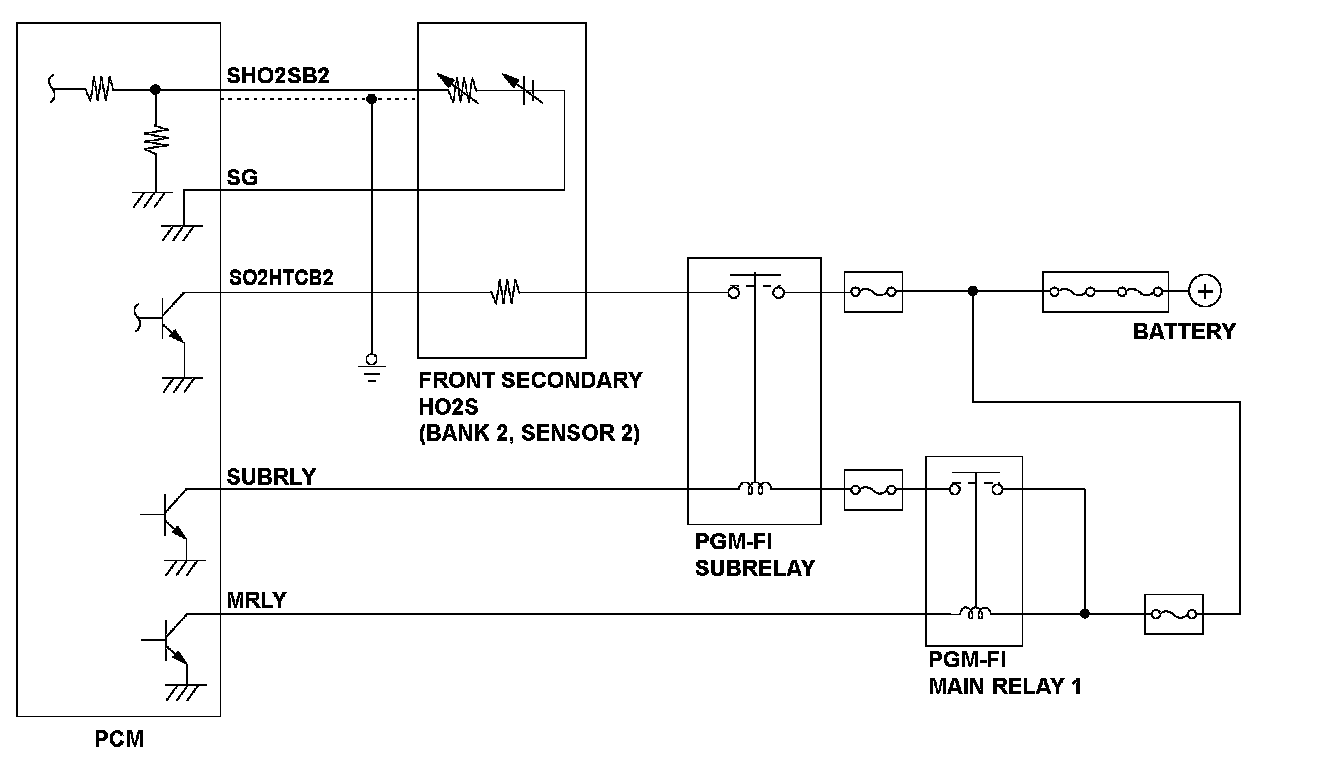 SHO2SB2
SG
SO2HTCB2
BATTERY
FRONT SECONDARY
HO2S
(BANK 2, SENSOR 2)
SUBRLY
PGM-FI
SUBRELAY
MRLY
PGM-FI
MAIN RELAY 1
PCM